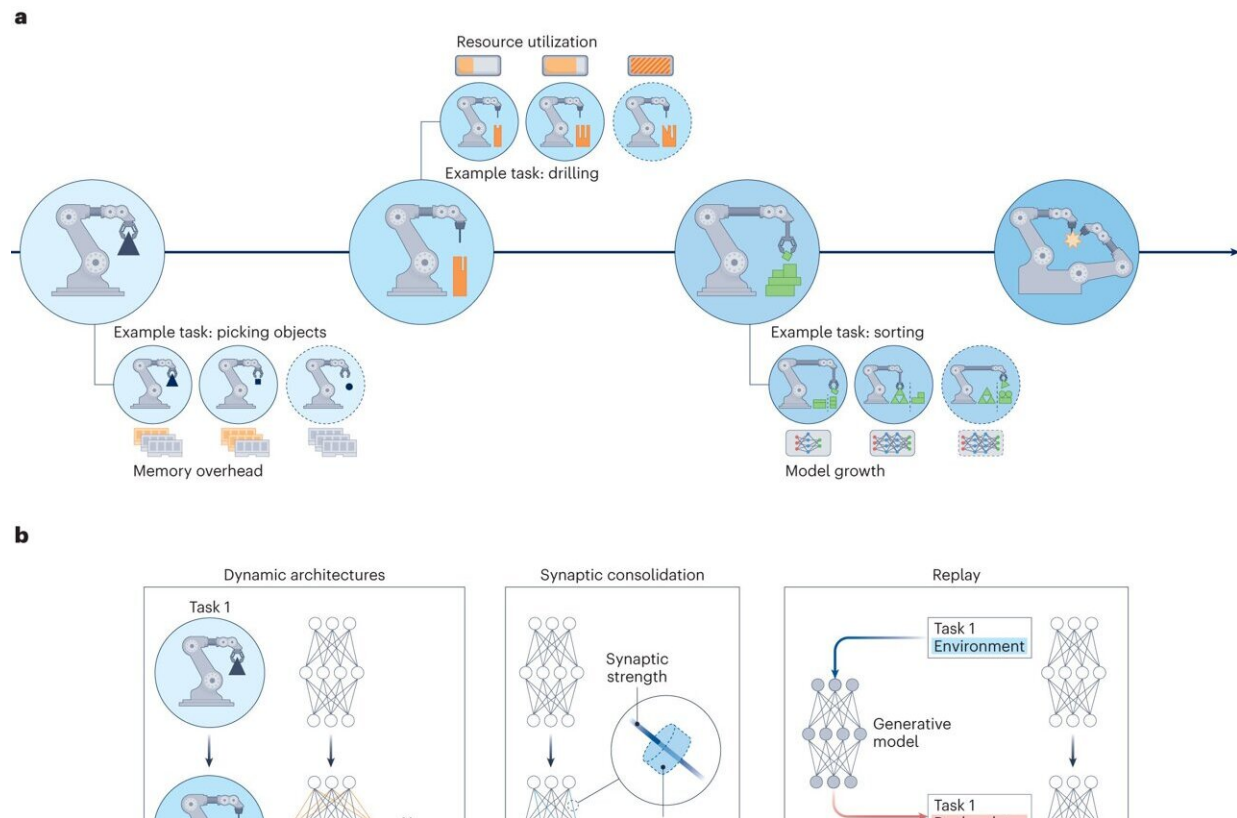 a
Resource utilization
Example task: drilling
Example task: picking objects
Memory overhead
Example task: sorting
Model growth
b
Dynamic architectures
Task 1
Synaptic consolidation
Synaptic
strength
Replay
Task 1
Environment
Generative
model
Task 1